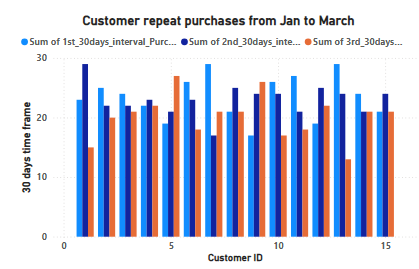 Customer repeat purchases from Jan to March
Sum of 1st_30days_interval_Purc... Sum of 2nd_30days_inte... Sum of 3rd_30days...
30
20
10
0
30 days time frame
0 5 10 15
Customer ID